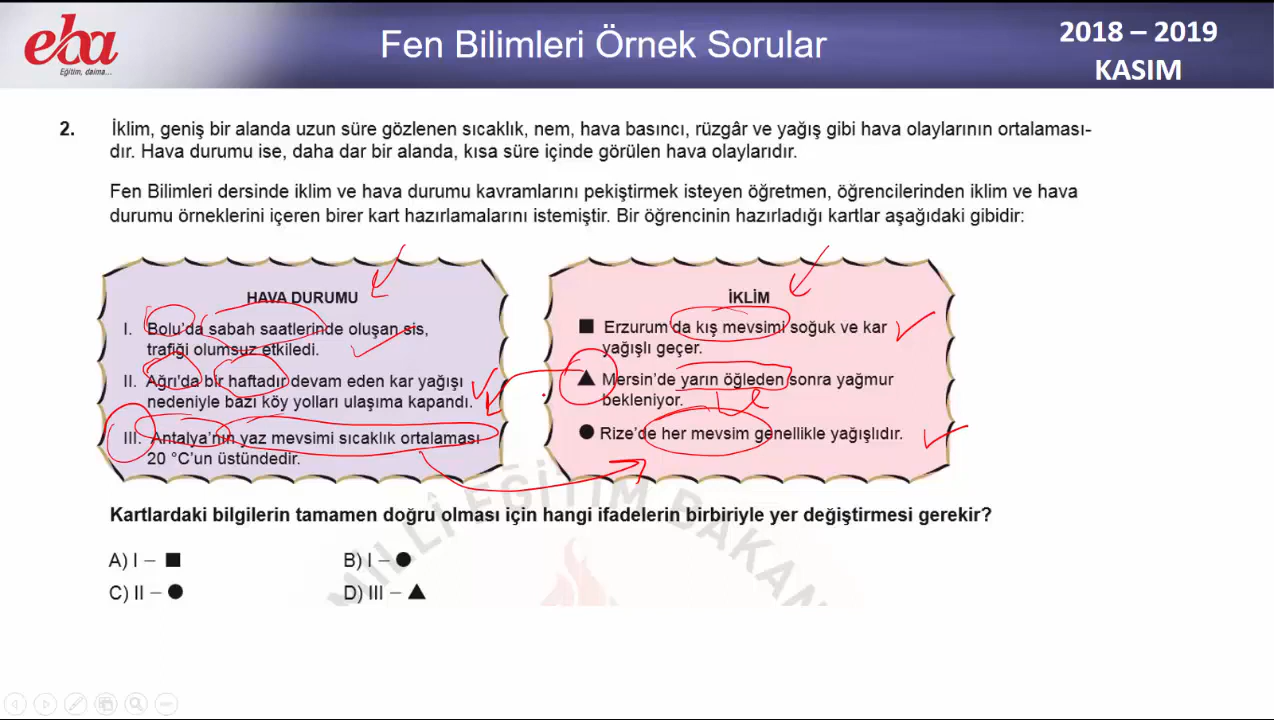 eba
Eğitim, daima...
Fen Bilimleri Örnek Sorular
2018 – 2019
KASIM
2. İklim, geniş bir alanda uzun süre gözlenen sıcaklık, nem, hava basıncı, rüzgâr ve yağış gibi hava olaylarının ortalaması-
dır. Hava durumu ise, daha dar bir alanda, kısa süre içinde görülen hava olaylarıdır.
Fen Bilimleri dersinde iklim ve hava durumu kavramlarını pekiştirmek isteyen öğretmen, öğrencilerinden iklim ve hava
durumu örneklerini içeren birer kart hazırlamalarını istemiştir. Bir öğrencinin hazırladığı kartlar aşağıdaki gibidir:
HAVA DURUMU
I. Bolu'da sabah saatlerinde oluşan sis,
trafiği olumsuz etkiledi.
II. Ağrı'da bir haftadır devam eden kar yağışı
nedeniyle bazı köy yolları ulaşıma kapandı.
III. Antalya'nın yaz mevsimi sıcaklık ortalaması
20 °C'un üstündedir.
İKLİM
■ Erzurum'da kış mevsimi soğuk ve kar
yağışlı geçer.
▲ Mersin'de yarın öğleden sonra yağmur
bekleniyor.
● Rize'de her mevsim genellikle yağışlıdır.
Kartlardaki bilgilerin tamamen doğru olması için hangi ifadelerin birbiriyle yer değiştirmesi gerekir?
A) I – ■
B) I – ●
C) II – ●
D) III – ▲
MİLLÎ EĞİTİM BAKAN